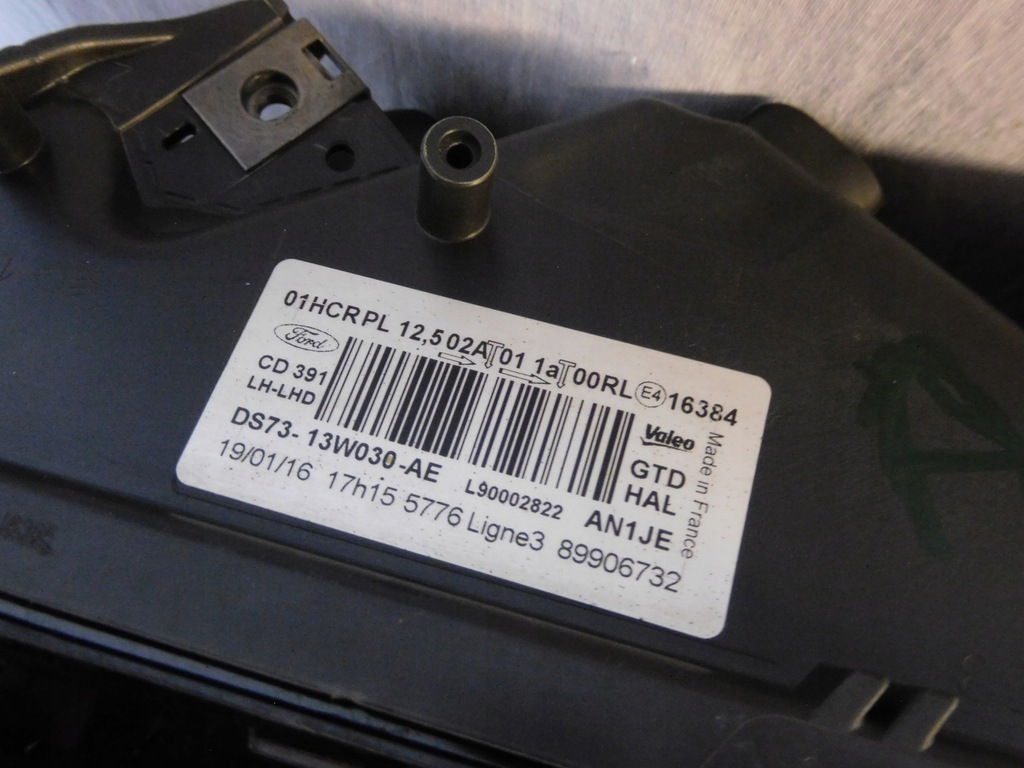 01HCRPL 12,5 02A 01 1a 00RL E4 16384
Ford
CD 391
LH-LHD
Valeo
DS73-13W030-AE
L90002822
GTD
HAL
AN1JE
Made in France
19/01/16 17h15 5776 Ligne3 89906732
A